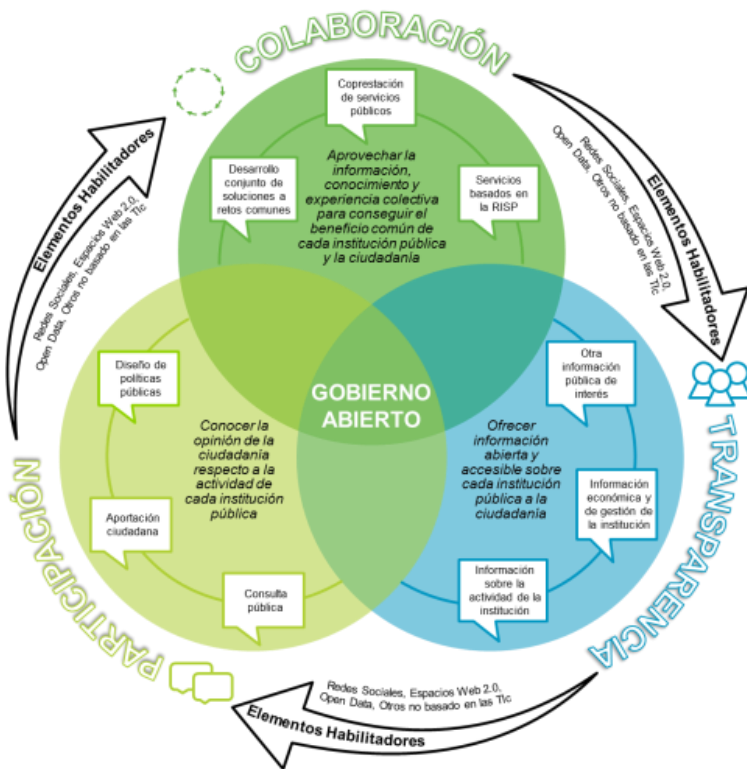 COLABORACIÓN
Coprestación
de servicios
públicos
Desarrollo
conjunto de
soluciones a
retos comunes
Aprovechar la
información,
conocimiento y
experiencia colectiva
para conseguir el
beneficio común de
cada institución pública
y la ciudadanía
Servicios
basados en
la RISP
Elementos Habilitadores
Redes Sociales, Espacios Web 2.0,
Open Data, Otros no basado en las TIc
Redes Sociales, Espacios Web 2.0,
Open Data, Otros no basado en las TIc
Elementos Habilitadores
GOBIERNO
ABIERTO
Diseño de
políticas
públicas
Conocer la
opinión de la
ciudadanía
respecto a la
actividad de
cada institución
pública
Aportación
ciudadana
Consulta
pública
PARTICIPACIÓN
Otra
información
pública de
interés
Ofrecer
información
abierta y
accesible sobre
cada institución
pública a la
ciudadanía
Información
económica y
de gestión de
la institución
Información
sobre la
actividad de la
institución
TRANSPARENCIA
Redes Sociales, Espacios Web 2.0,
Open Data, Otros no basado en las TIc
Elementos Habilitadores